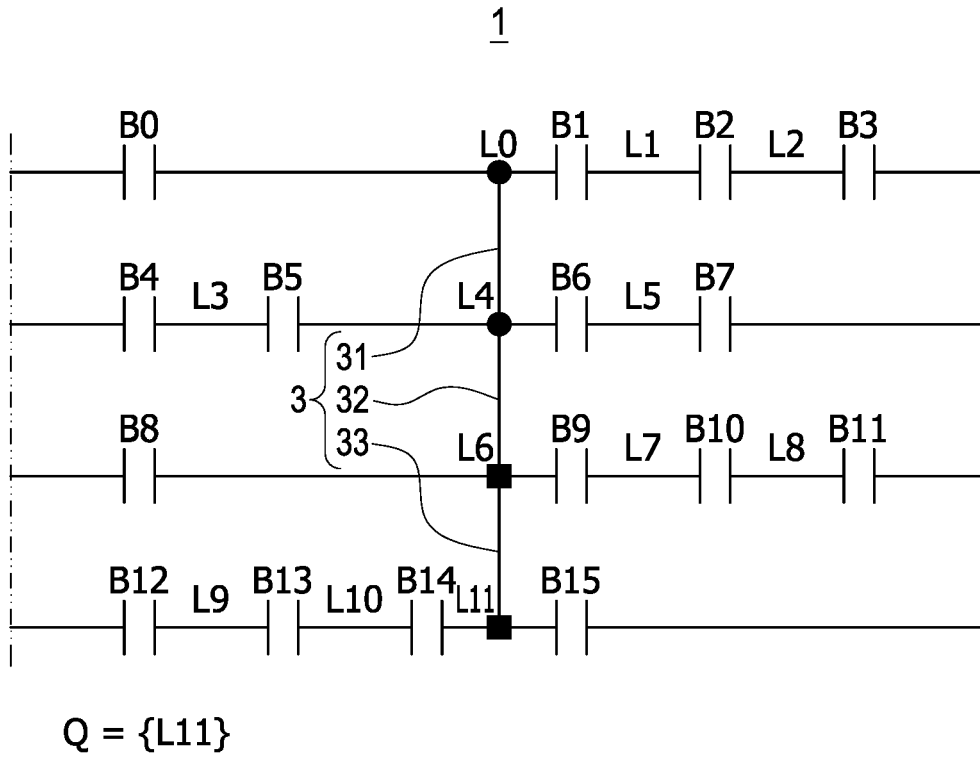 1
B0 L0 B1 L1 B2 L2 B3
B4 L3 B5 L4 B6 L5 B7
31
3 32
33
B8 L6 B9 L7 B10 L8 B11
B12 L9 B13 L10 B14 L11 B15
Q = {L11}